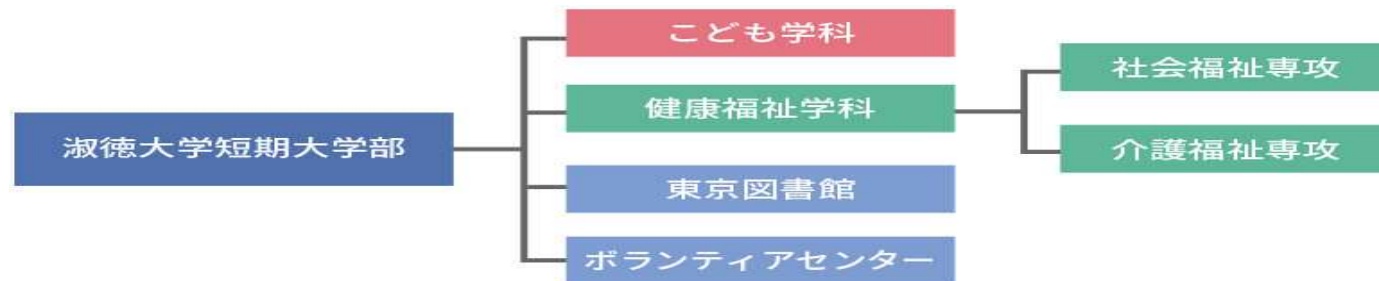 淑徳大学短期大学部
こども学科
健康福祉学科
社会福祉専攻
介護福祉専攻
東京図書館
ボランティアセンター